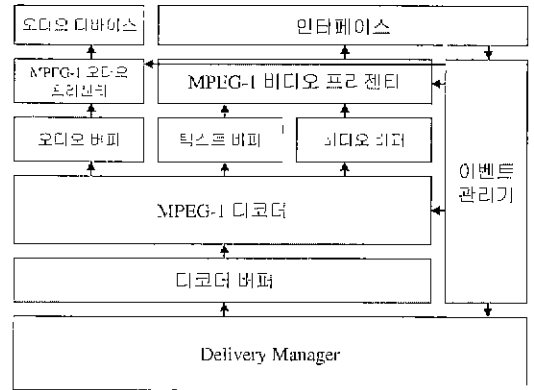 오디오 디바이스
인터페이스
MPEG-1 오디오
프리젠터
MPEG-1 비디오 프리젠터
오디오 버퍼
텍스트 버퍼
비디오 버퍼
이벤트
관리기
MPEG-1 디코더
디코더 버퍼
Delivery Manager